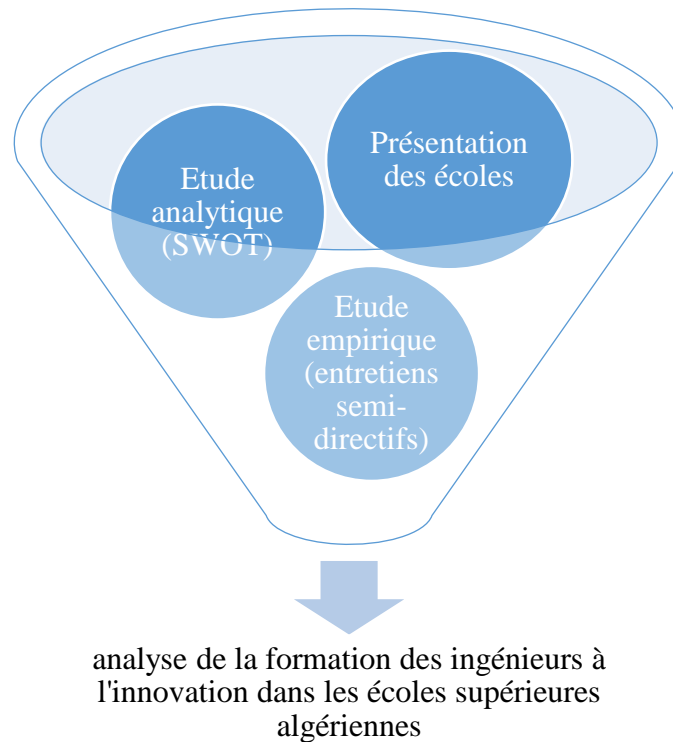 Présentation
des écoles
Etude
analytique
(SWOT)
Etude
empirique
(entretiens
semi-
directifs)
analyse de la formation des ingénieurs à
l'innovation dans les écoles supérieures
algériennes